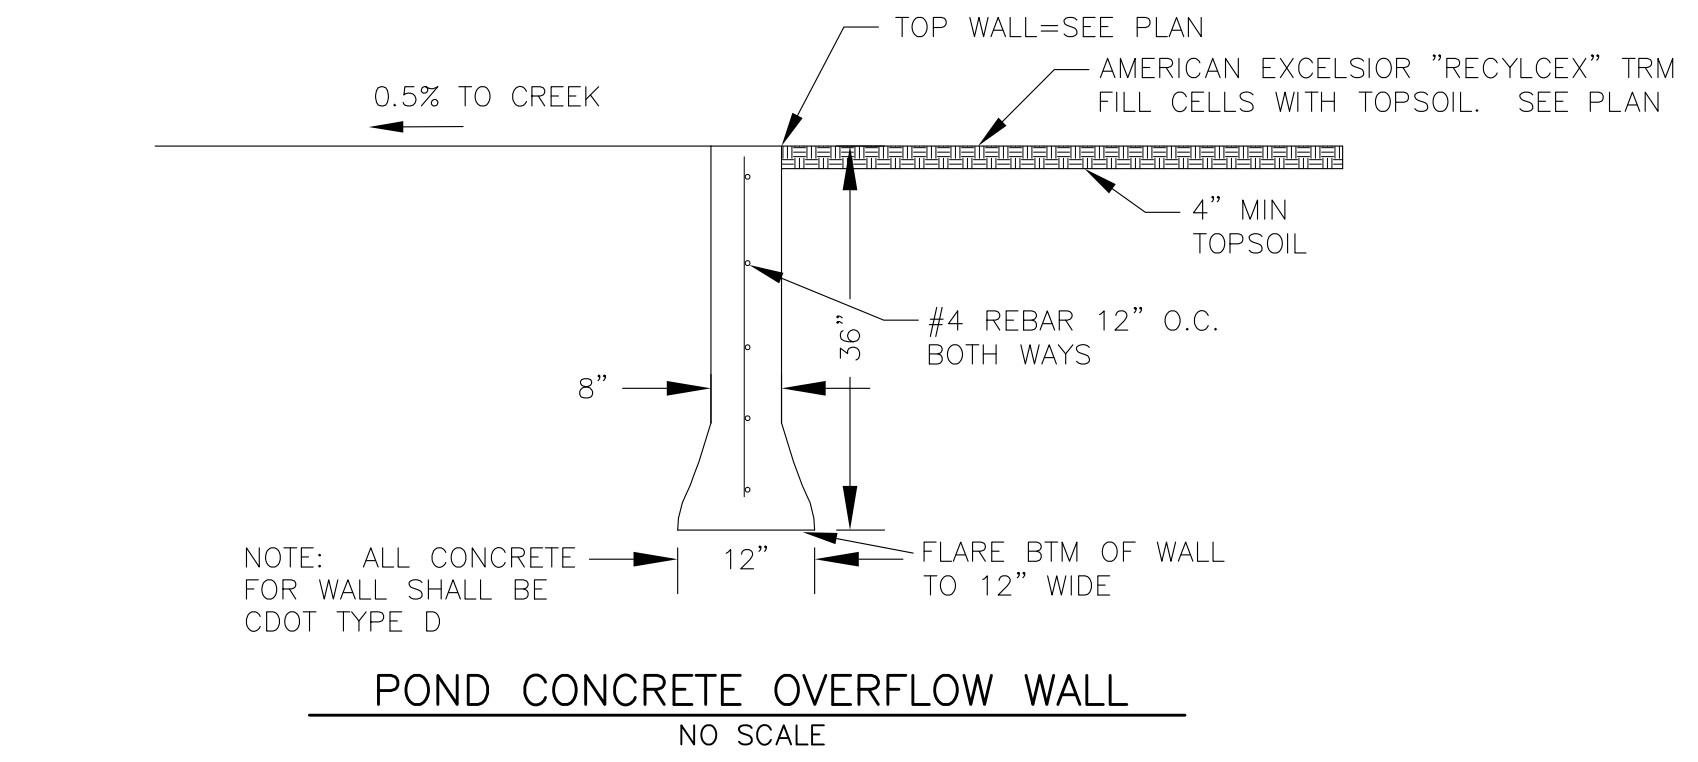 TOP WALL=SEE PLAN
AMERICAN EXCELSIOR "RECYLCEX" TRM
FILL CELLS WITH TOPSOIL. SEE PLAN
0.5% TO CREEK
4" MIN
TOPSOIL
#4 REBAR 12" O.C.
BOTH WAYS
36"
8"
NOTE: ALL CONCRETE
FOR WALL SHALL BE
CDOT TYPE D
12"
FLARE BTM OF WALL
TO 12" WIDE
POND CONCRETE OVERFLOW WALL
NO SCALE